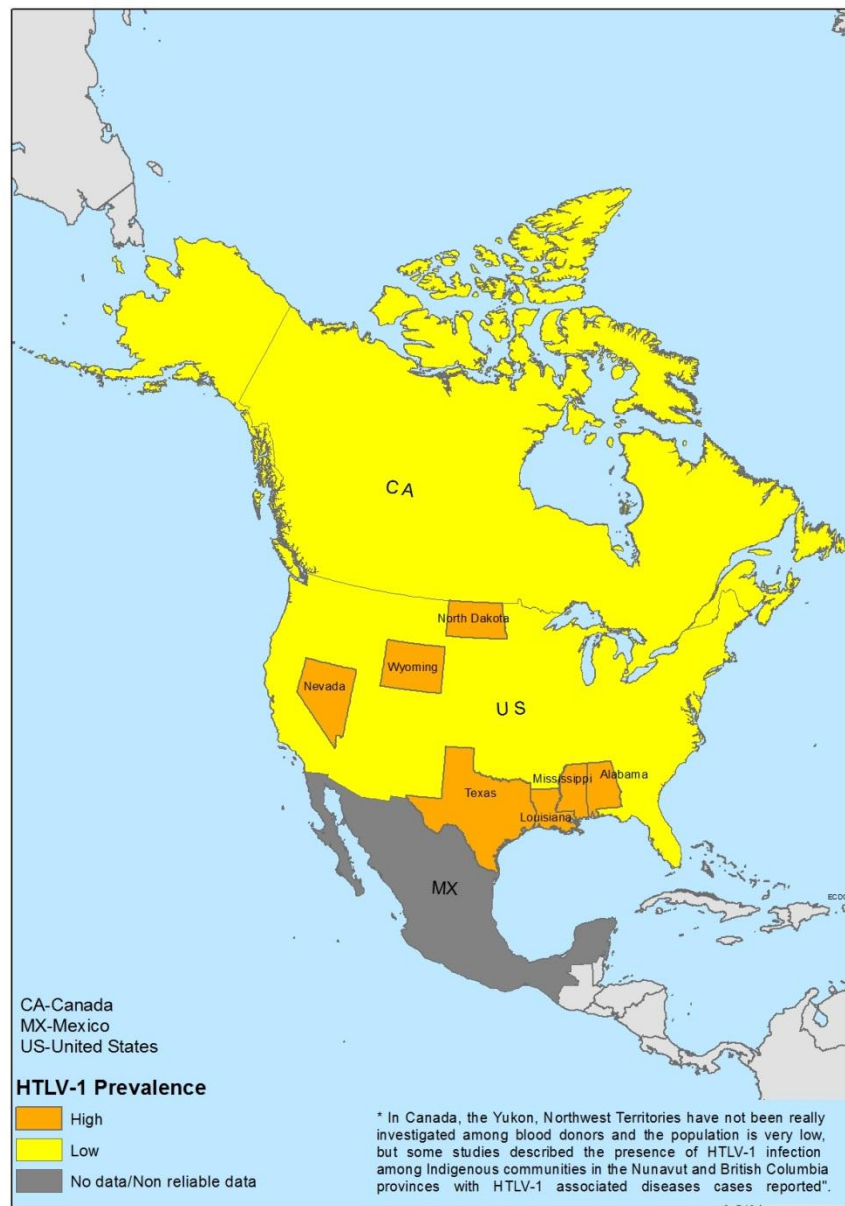 CA
North Dakota
Wyoming
Nevada
US
Mississippi
Alabama
Texas
Louisiana
MX
CA-Canada
MX-Mexico
US-United States
HTLV-1 Prevalence
High
Low
No data/Non reliable data
* In Canada, the Yukon, Northwest Territories have not been really
investigated among blood donors and the population is very low,
but some studies described the presence of HTLV-1 infection
among Indigenous communities in the Nunavut and British Columbia
provinces with HTLV-1 associated diseases cases reported".